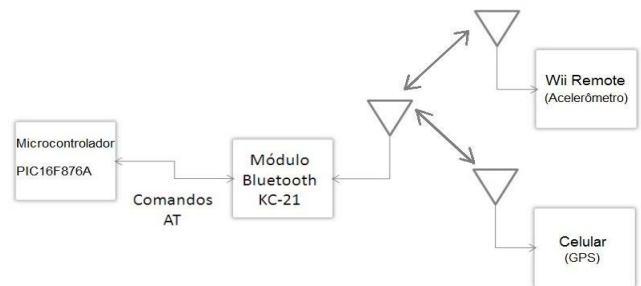 Microcontrolador
PIC16F876A
Comandos
AT
Módulo
Bluetooth
KC-21
Wii Remote
(Acelerômetro)
Celular
(GPS)